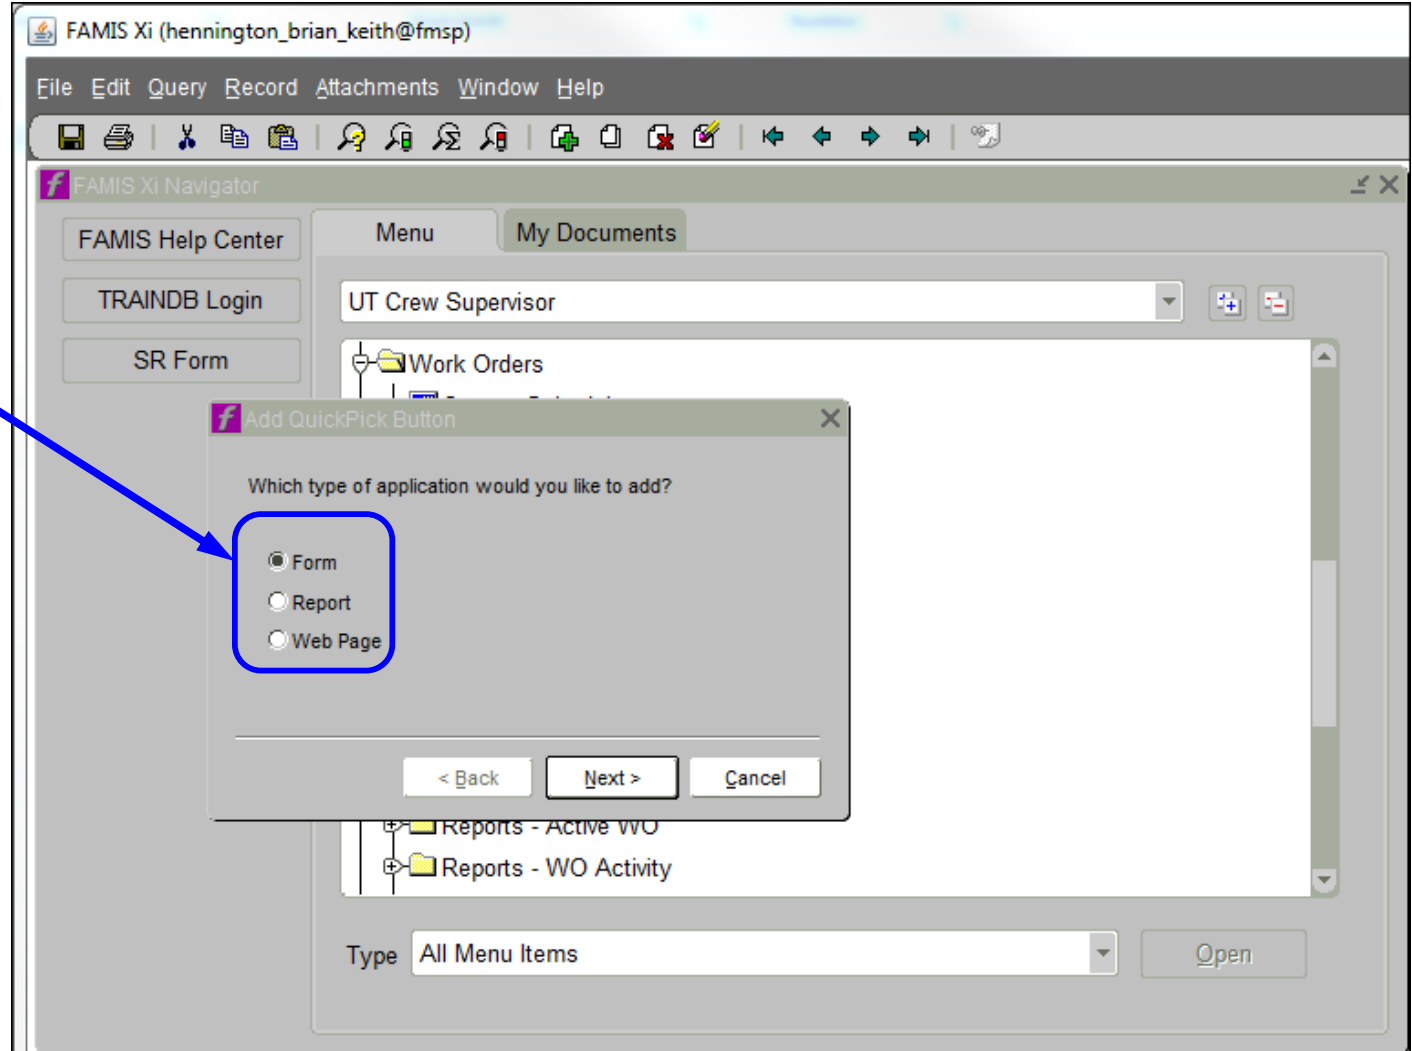 FAMIS Xi (hennington_brian_keith@fmsp)
File Edit Query Record Attachments Window Help
FAMIS Xi Navigator
FAMIS Help Center
TRAINDB Login
SR Form
Menu
My Documents
UT Crew Supervisor
Work Orders
Add QuickPick Button
Which type of application would you like to add?
Form
Report
Web Page
< Back
Next >
Cancel
Reports - Active WO
Reports - WO Activity
Type
All Menu Items
Open